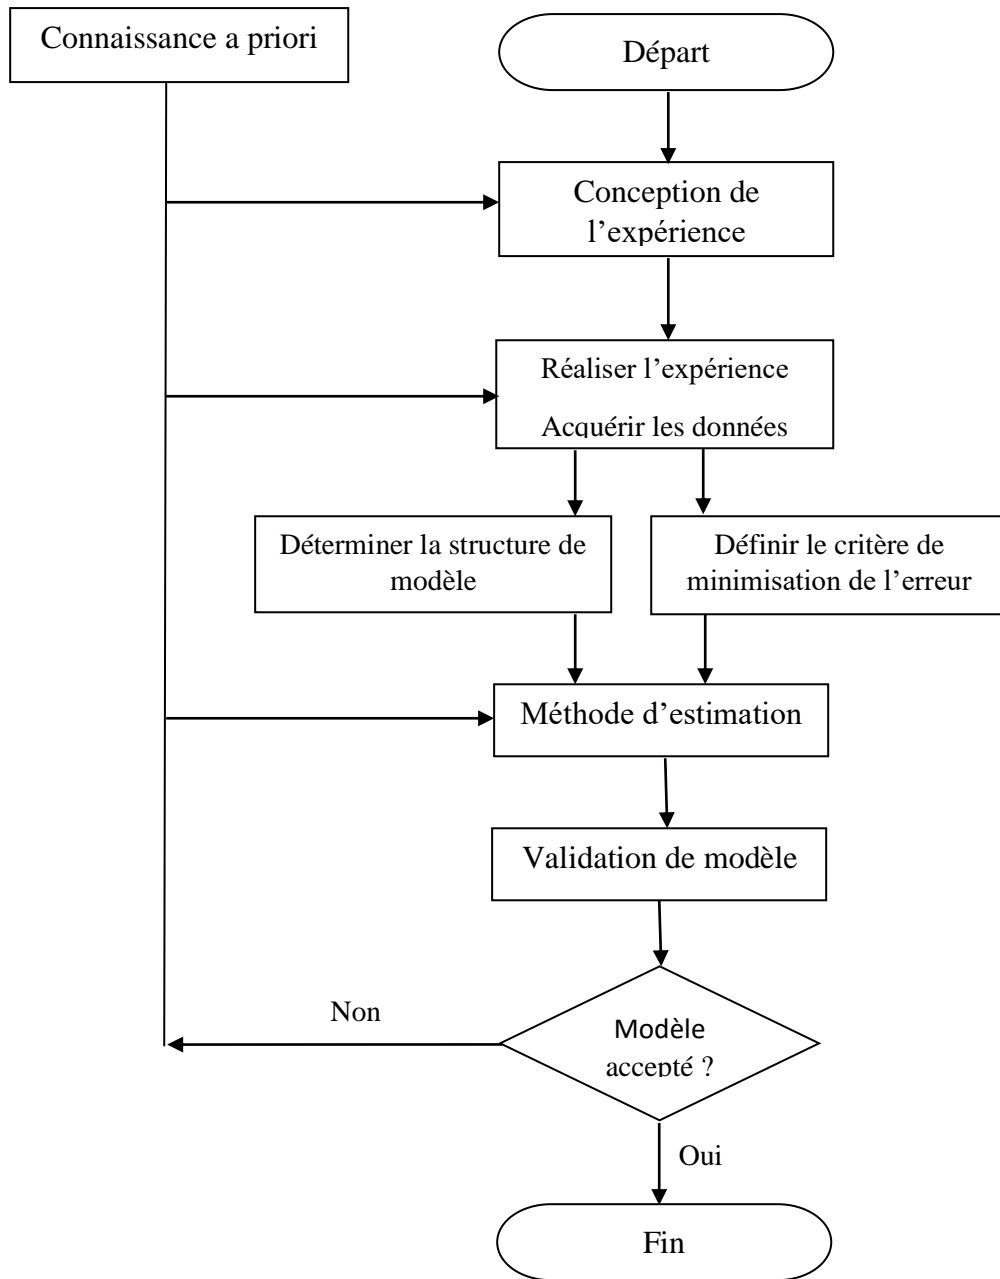 Connaissance a priori
Départ
Conception de
l’expérience
Réaliser l’expérience
Acquérir les données
Déterminer la structure de
modèle
Définir le critère de
minimisation de l’erreur
Méthode d’estimation
Validation de modèle
Modèle
accepté ?
Non
Oui
Fin